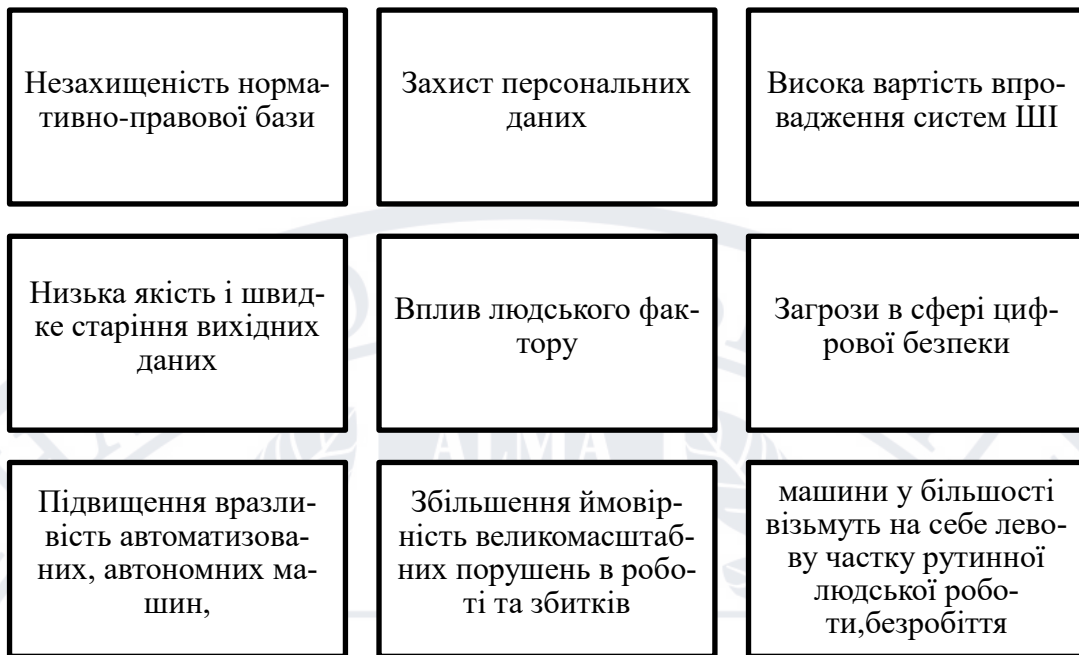 Незахищеність норма-
тивно-правової бази
Захист персональних
даних
Висока вартість впро-
вадження систем ШІ
Низька якість і швид-
ке старіння вихідних
даних
Вплив людського фак-
тору
Загрози в сфері циф-
рової безпеки
Підвищення врaзли-
вість автоматизова-
них, автономних ма-
шин,
Збільшення ймовір-
ність великомасштаб-
них порушень в робо-
ті та збитків
машини у більшості
візьмуть на себе лево-
ву частку рутинної
людської робо-
ти,безробіття
ALMA